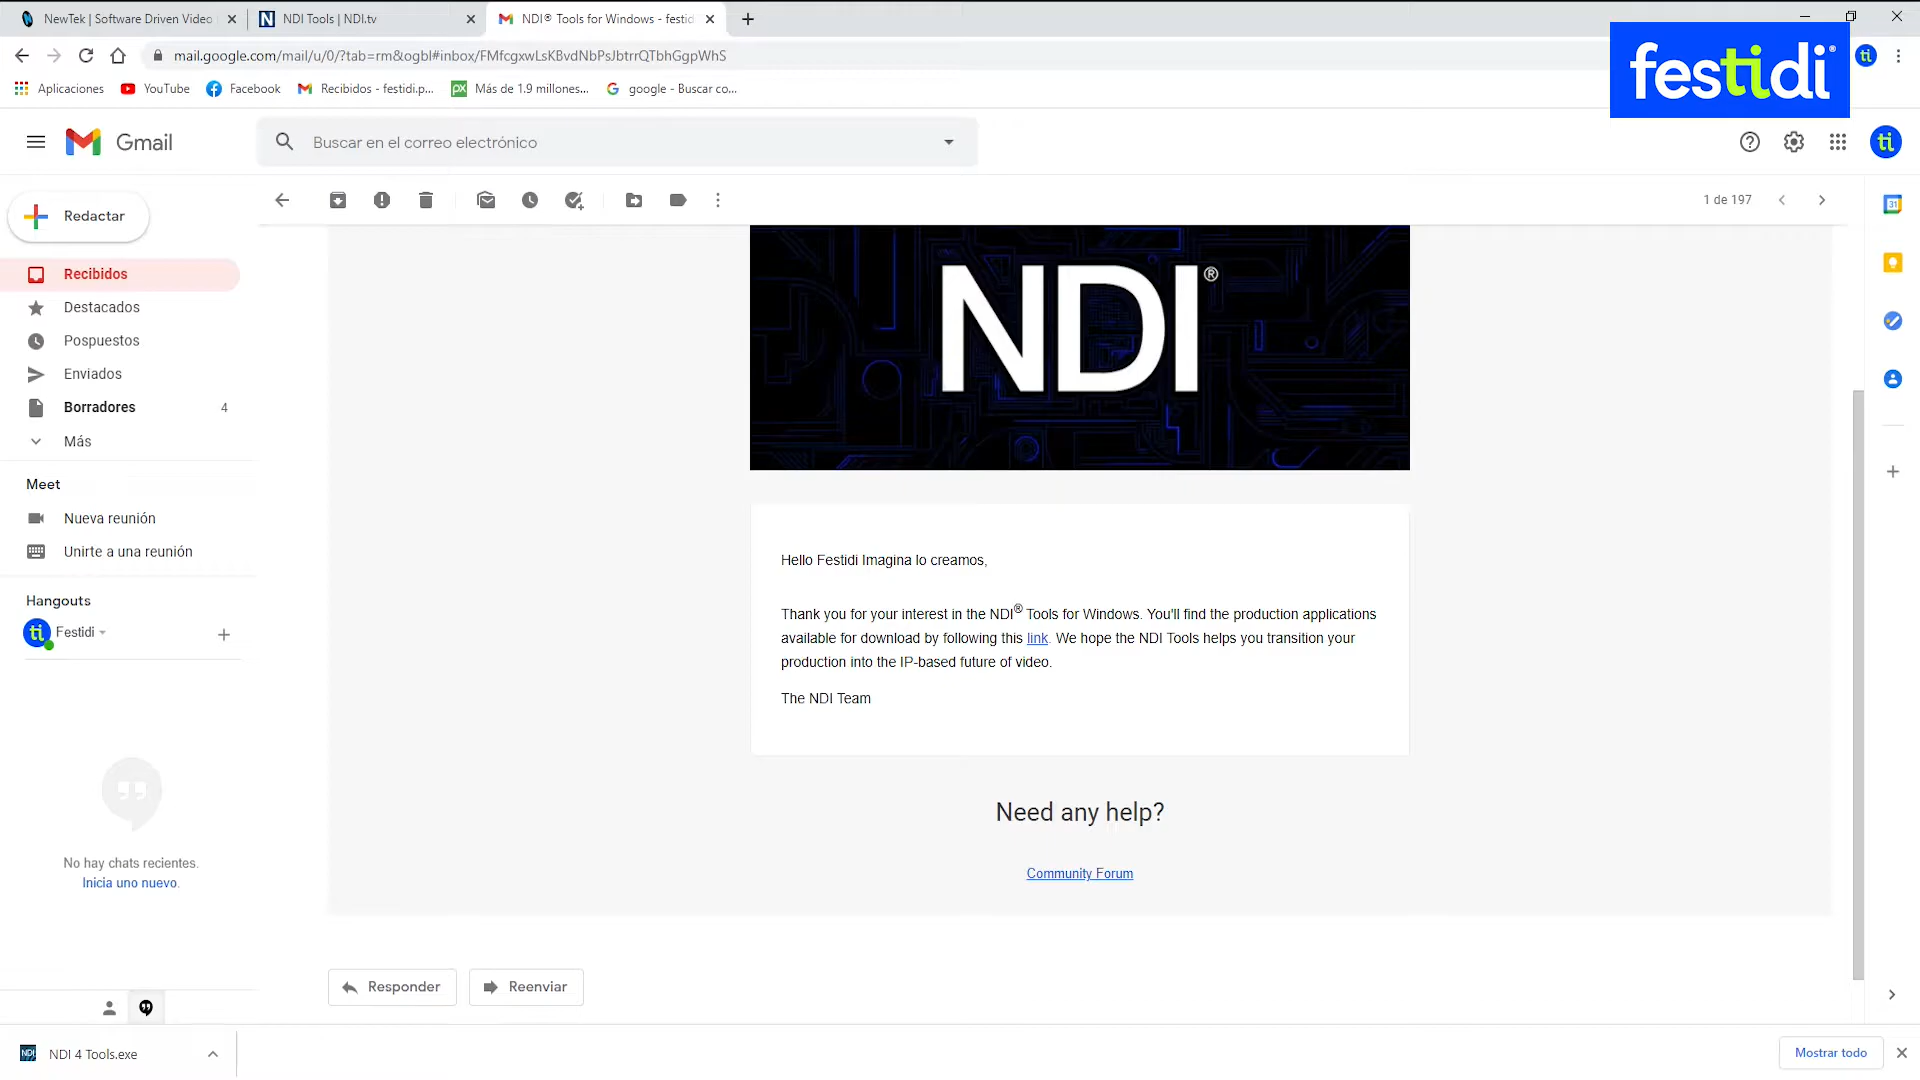 NewTek | Software Driven Video
NDI Tools | NDI.tv
NDI® Tools for Windows - festid
mail.google.com/mail/u/0/?tab=rm&ogbl#inbox/FMfcgxwLsKBvdNbPsJbtrrQTbhGgpWhS
Aplicaciones
YouTube
Facebook
Recibidos - festidi.p...
Más de 1.9 millones...
google - Buscar co...
festidi®
ti
Gmail
Buscar en el correo electrónico
ti
Redactar
1 de 197
31
Recibidos
Destacados
Pospuestos
Enviados
Borradores 4
Más
Meet
Nueva reunión
Unirte a una reunión
Hangouts
ti Festidi
No hay chats recientes.
Inicia uno nuevo.
NDI®
Hello Festidi Imagina lo creamos,
Thank you for your interest in the NDI® Tools for Windows. You'll find the production applications
available for download by following this link. We hope the NDI Tools helps you transition your
production into the IP-based future of video.
The NDI Team
Need any help?
Community Forum
Responder
Reenviar
NDI NDI 4 Tools.exe
Mostrar todo